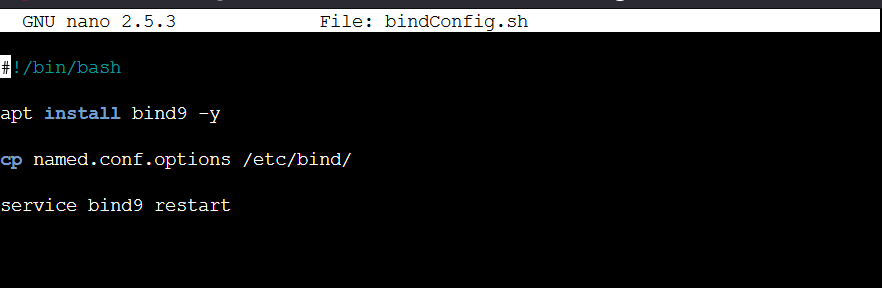 GNU nano 2.5.3 File: bindConfig.sh
#!/bin/bash
apt install bind9 -y
cp named.conf.options /etc/bind/
service bind9 restart